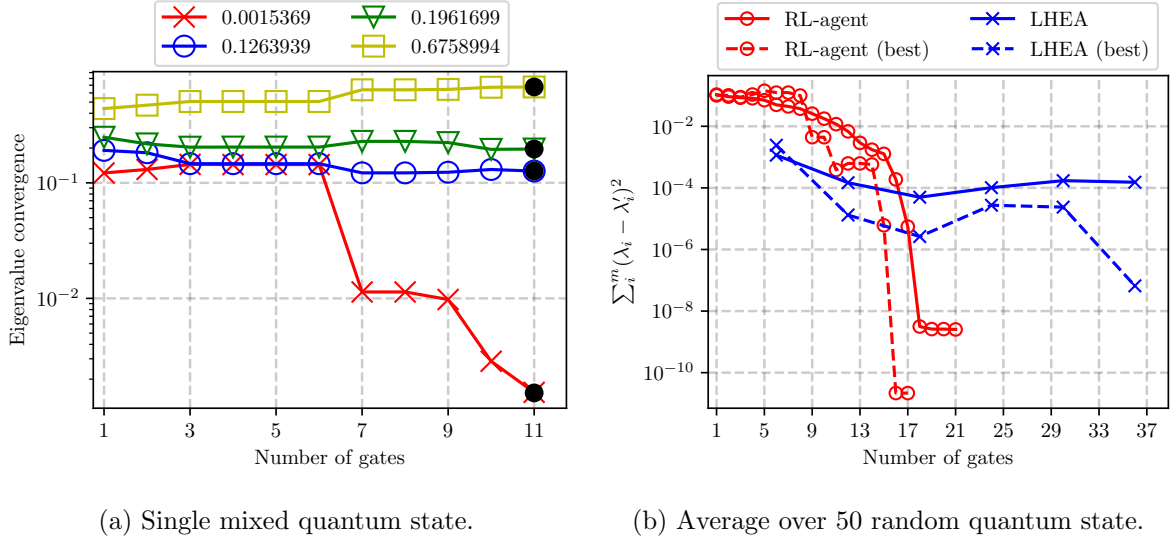 0.0015369
0.1263939
0.1961699
0.6758994
Eigenvalue convergence
10⁻¹
10⁻²
1 3 5 7 9 11
Number of gates
(a) Single mixed quantum state.
RL-agent
RL-agent (best)
LHEA
LHEA (best)
∑ᵢᵐ(λᵢ − λ′ᵢ)²
10⁻²
10⁻⁴
10⁻⁶
10⁻⁸
10⁻¹⁰
1 5 9 13 17 21 25 29 33 37
Number of gates
(b) Average over 50 random quantum state.